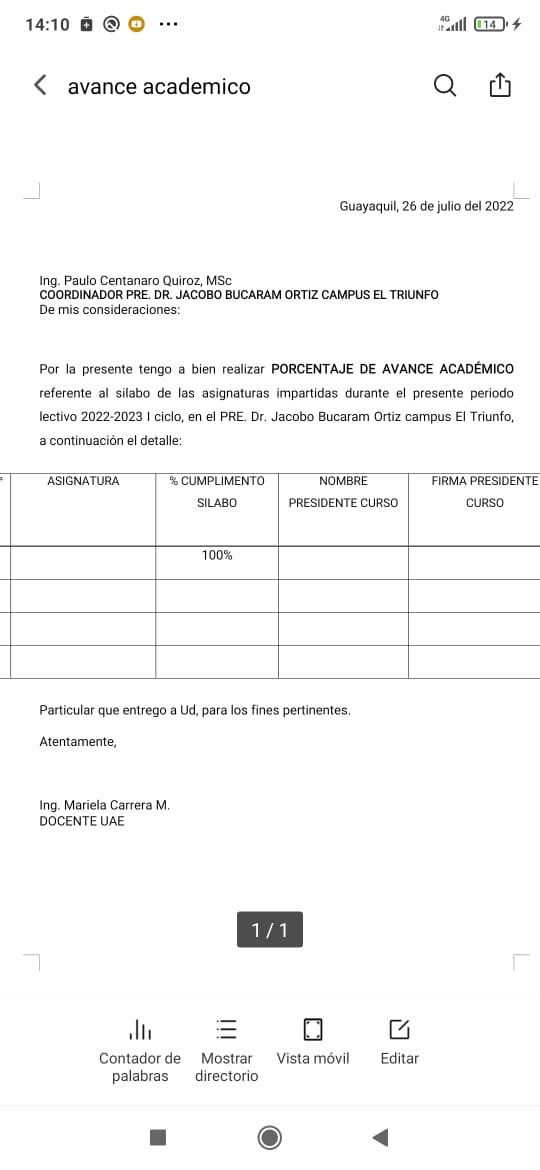 14:10
4G
14
avance academico
Guayaquil, 26 de julio del 2022
Ing. Paulo Centanaro Quiroz, MSc
COORDINADOR PRE. DR. JACOBO BUCARAM ORTIZ CAMPUS EL TRIUNFO
De mis consideraciones:
Por la presente tengo a bien realizar PORCENTAJE DE AVANCE ACADÉMICO
referente al sílabo de las asignaturas impartidas durante el presente periodo
lectivo 2022-2023 I ciclo, en el PRE. Dr. Jacobo Bucaram Ortiz campus El Triunfo,
a continuación el detalle:
ASIGNATURA % CUMPLIMENTO NOMBRE FIRMA PRESIDENTE
SILABO PRESIDENTE CURSO CURSO
100%
Particular que entrego a Ud, para los fines pertinentes.
Atentamente,
Ing. Mariela Carrera M.
DOCENTE UAE
1 / 1
Contador de Mostrar Vista móvil Editar
palabras directorio